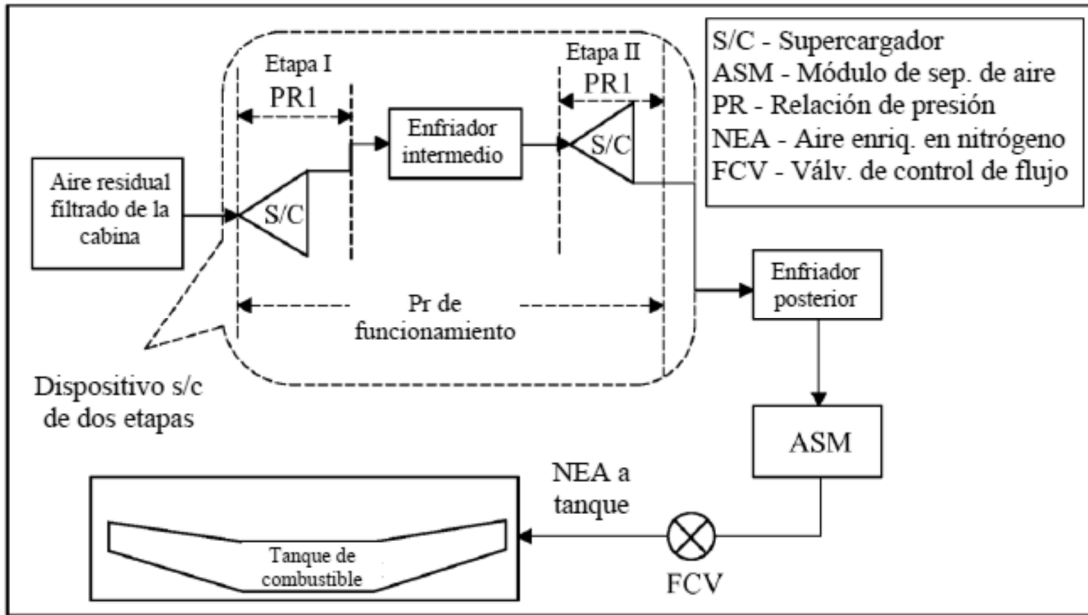 Etapa I
PR1
Etapa II
PR1
S/C - Supercargador
ASM - Módulo de sep. de aire
PR - Relación de presión
NEA - Aire enriq. en nitrógeno
FCV - Válv. de control de flujo
Enfriador
intermedio
S/C
Aire residual
filtrado de la
cabina
S/C
Enfriador
posterior
Pr de
funcionamiento
Dispositivo s/c
de dos etapas
ASM
NEA a
tanque
Tanque de
combustible
FCV